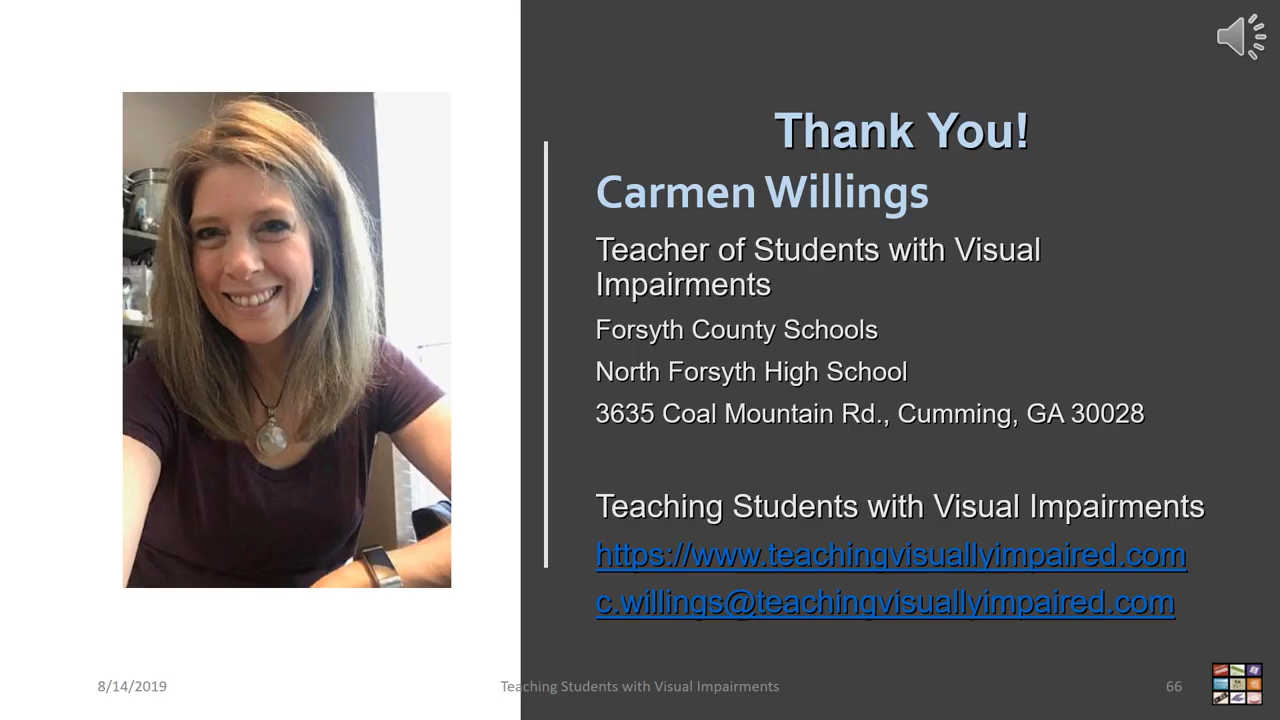 Thank You!
Carmen Willings
Teacher of Students with Visual
Impairments
Forsyth County Schools
North Forsyth High School
3635 Coal Mountain Rd., Cumming, GA 30028
Teaching Students with Visual Impairments
https://www.teachingvisuallyimpaired.com
c.willings@teachingvisuallyimpaired.com
8/14/2019
Teaching Students with Visual Impairments
66